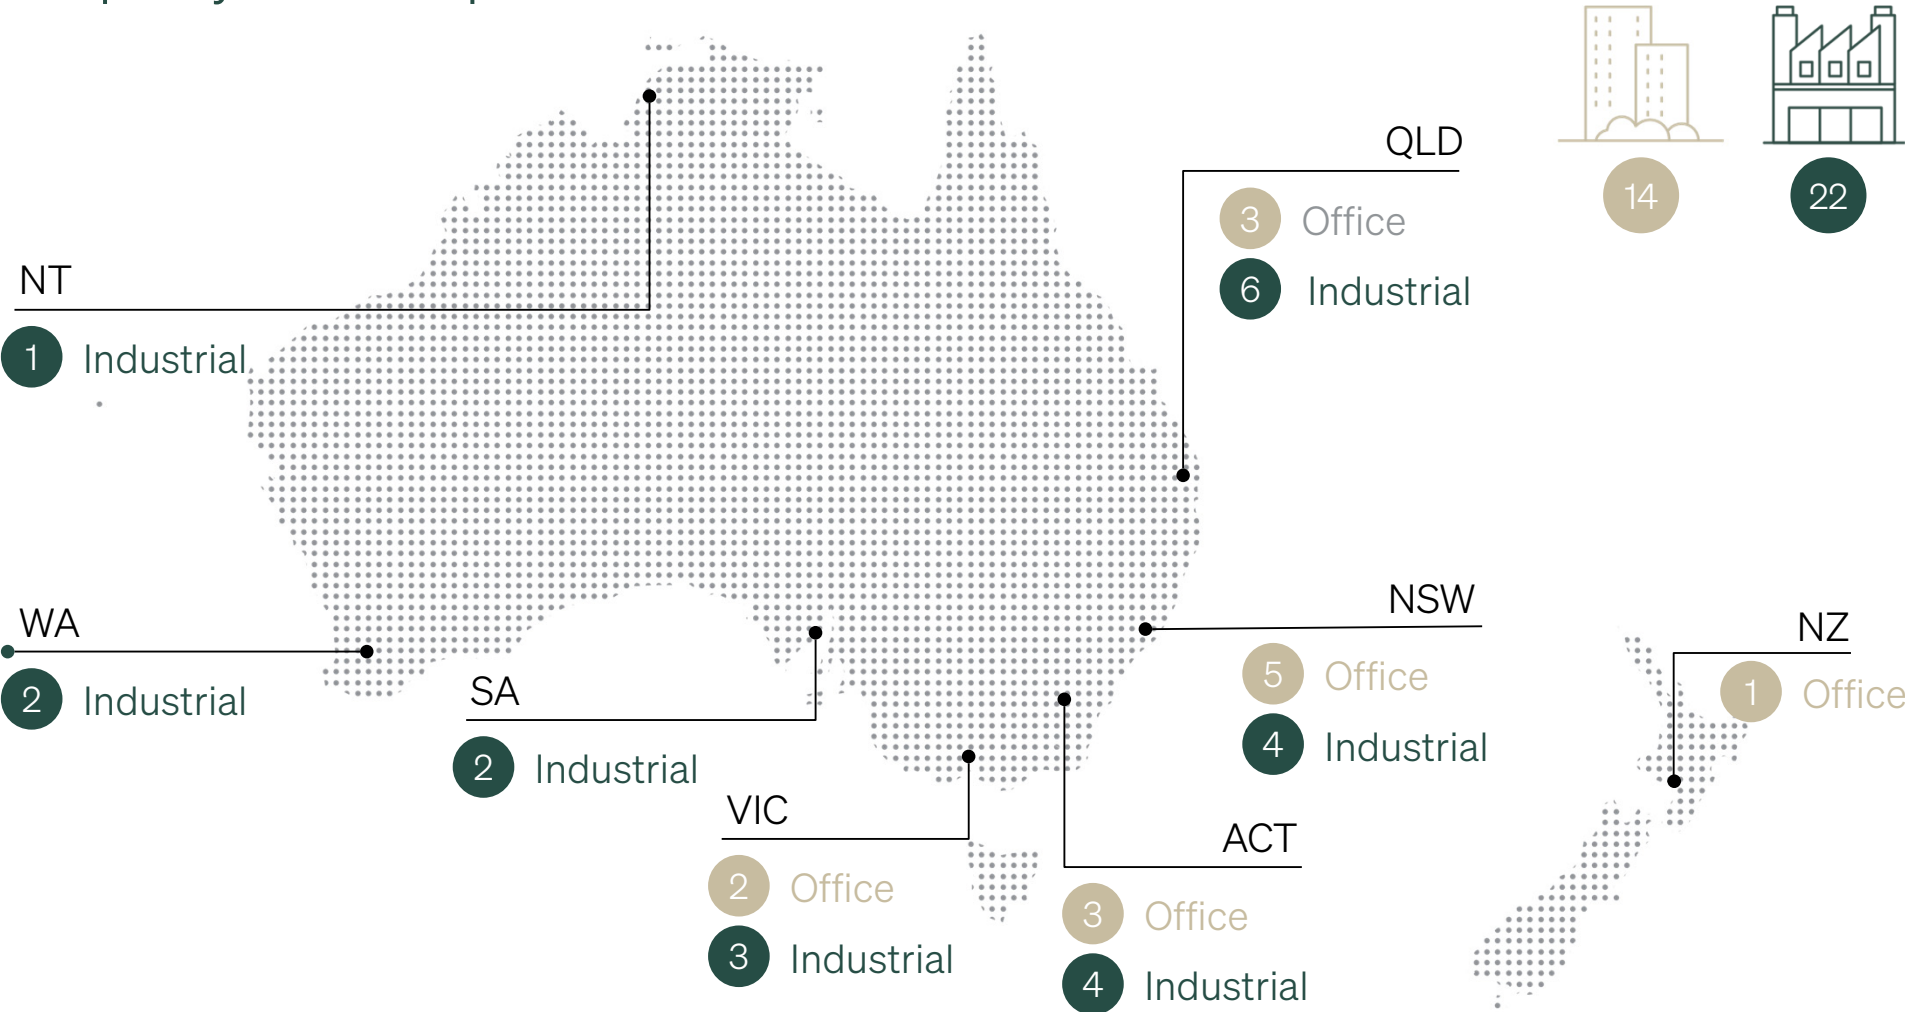 14
22
QLD
3 Office
6 Industrial
NT
1 Industrial
NSW
5 Office
4 Industrial
WA
2 Industrial
NZ
1 Office
SA
2 Industrial
VIC
2 Office
3 Industrial
ACT
3 Office
4 Industrial